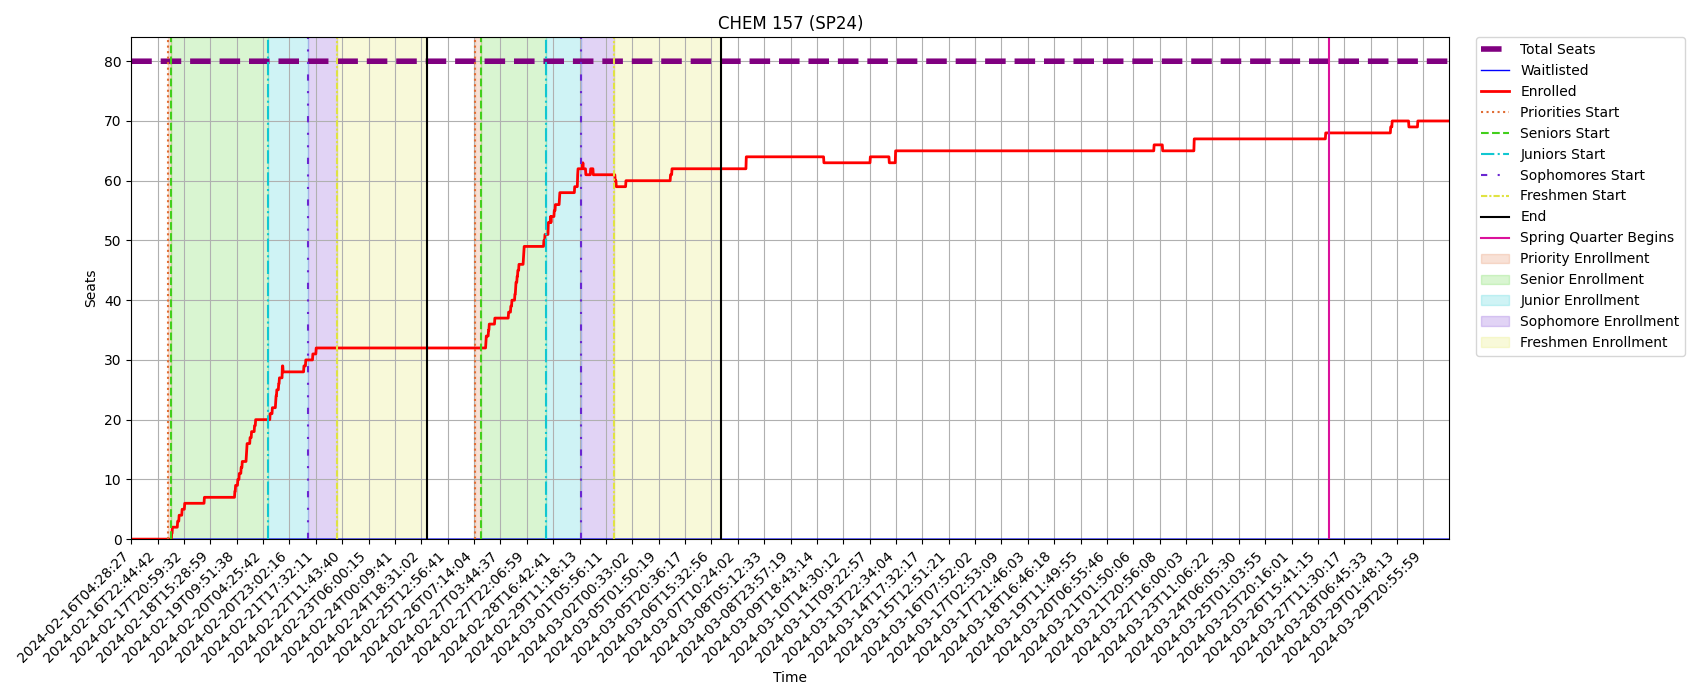 CHEM 157 (SP24)
Seats
80
70
60
50
40
30
20
10
0
2024-02-16T04:28:27
2024-02-16T22:44:42
2024-02-17T20:59:32
2024-02-18T15:28:59
2024-02-19T09:51:38
2024-02-20T04:25:42
2024-02-20T23:02:16
2024-02-21T17:32:11
2024-02-22T11:43:40
2024-02-23T06:00:15
2024-02-24T00:09:41
2024-02-24T18:31:02
2024-02-25T12:56:41
2024-02-26T07:14:04
2024-02-27T03:44:37
2024-02-27T22:06:59
2024-02-28T16:42:41
2024-02-29T11:18:13
2024-03-01T05:56:11
2024-03-02T00:33:02
2024-03-05T01:50:19
2024-03-05T20:36:17
2024-03-06T15:32:56
2024-03-07T10:24:02
2024-03-08T05:12:33
2024-03-08T23:57:19
2024-03-09T18:43:14
2024-03-10T14:30:12
2024-03-11T09:22:57
2024-03-13T22:34:04
2024-03-14T17:32:17
2024-03-15T12:51:21
2024-03-16T07:52:02
2024-03-17T02:53:09
2024-03-17T21:46:03
2024-03-18T16:46:18
2024-03-19T11:49:55
2024-03-20T06:55:46
2024-03-21T01:50:06
2024-03-21T20:56:08
2024-03-22T16:00:03
2024-03-23T11:06:22
2024-03-24T06:05:30
2024-03-25T01:03:55
2024-03-25T20:16:01
2024-03-26T15:41:15
2024-03-27T11:30:17
2024-03-28T06:45:33
2024-03-29T01:48:13
2024-03-29T20:55:59
Time
Total Seats
Waitlisted
Enrolled
Priorities Start
Seniors Start
Juniors Start
Sophomores Start
Freshmen Start
End
Spring Quarter Begins
Priority Enrollment
Senior Enrollment
Junior Enrollment
Sophomore Enrollment
Freshmen Enrollment